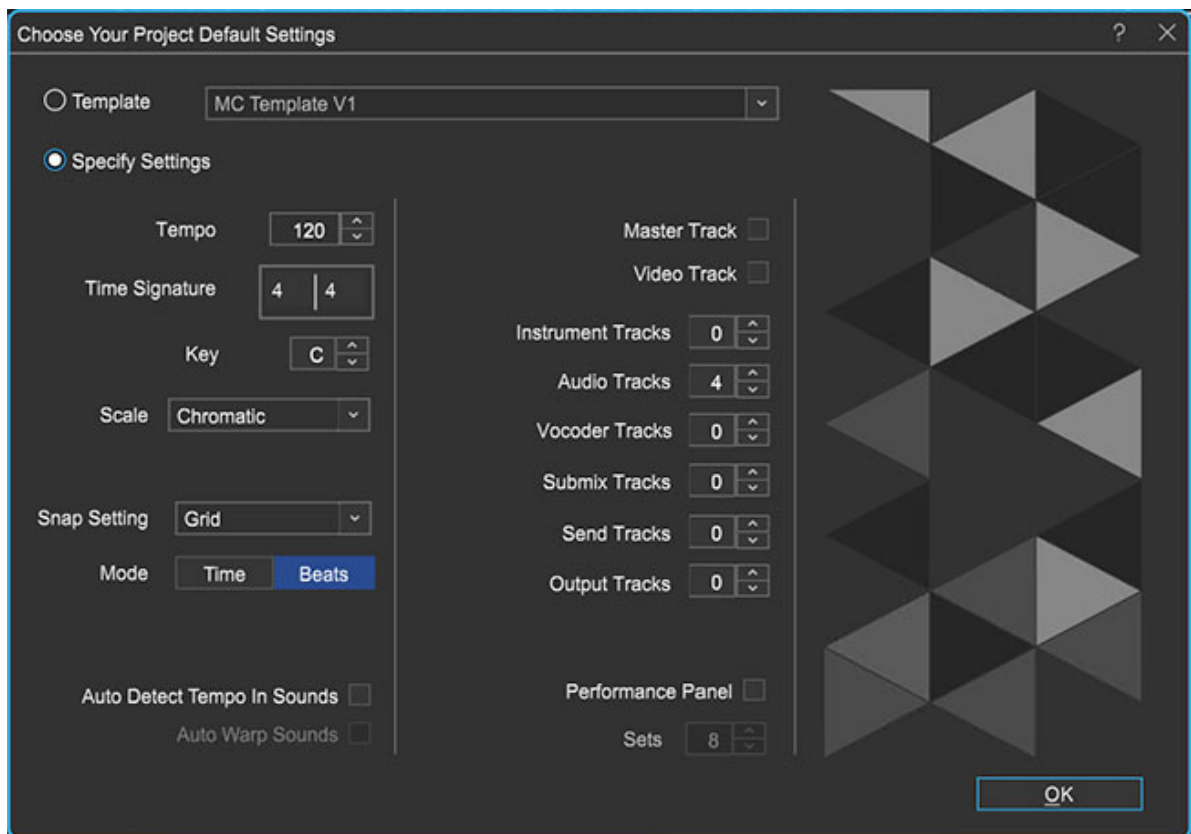 Choose Your Project Default Settings ? ×
Template MC Template V1
Specify Settings
Tempo 120
Time Signature 4 4
Key C
Scale Chromatic
Snap Setting Grid
Mode Time Beats
Auto Detect Tempo In Sounds
Auto Warp Sounds
Master Track
Video Track
Instrument Tracks 0
Audio Tracks 4
Vocoder Tracks 0
Submix Tracks 0
Send Tracks 0
Output Tracks 0
Performance Panel
Sets 8
OK